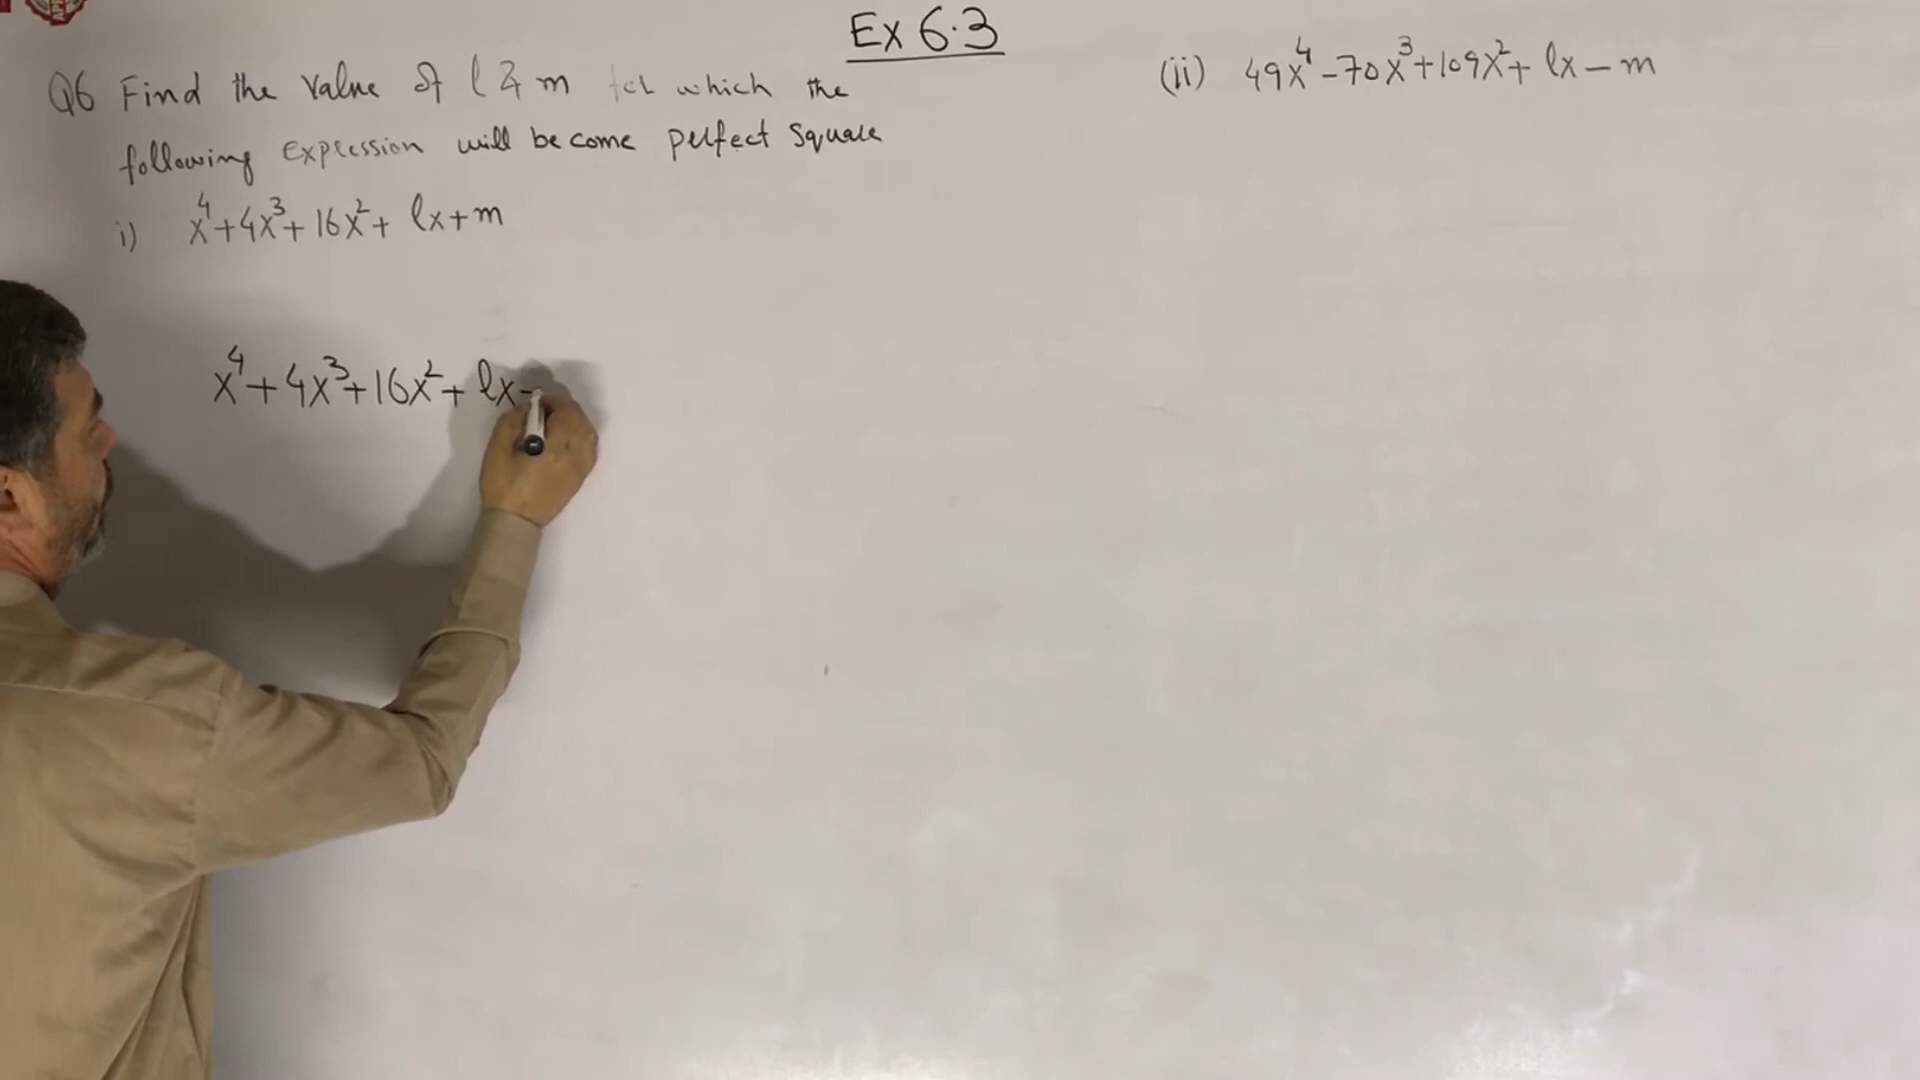 Ex 6.3
Q6 Find the value of l & m for which the
following Expression will become perfect square
i) x⁴+4x³+16x²+ lx+m
x⁴+4x³+16x²+ lx-
(ii) 49x⁴-70x³+109x²+ lx-m